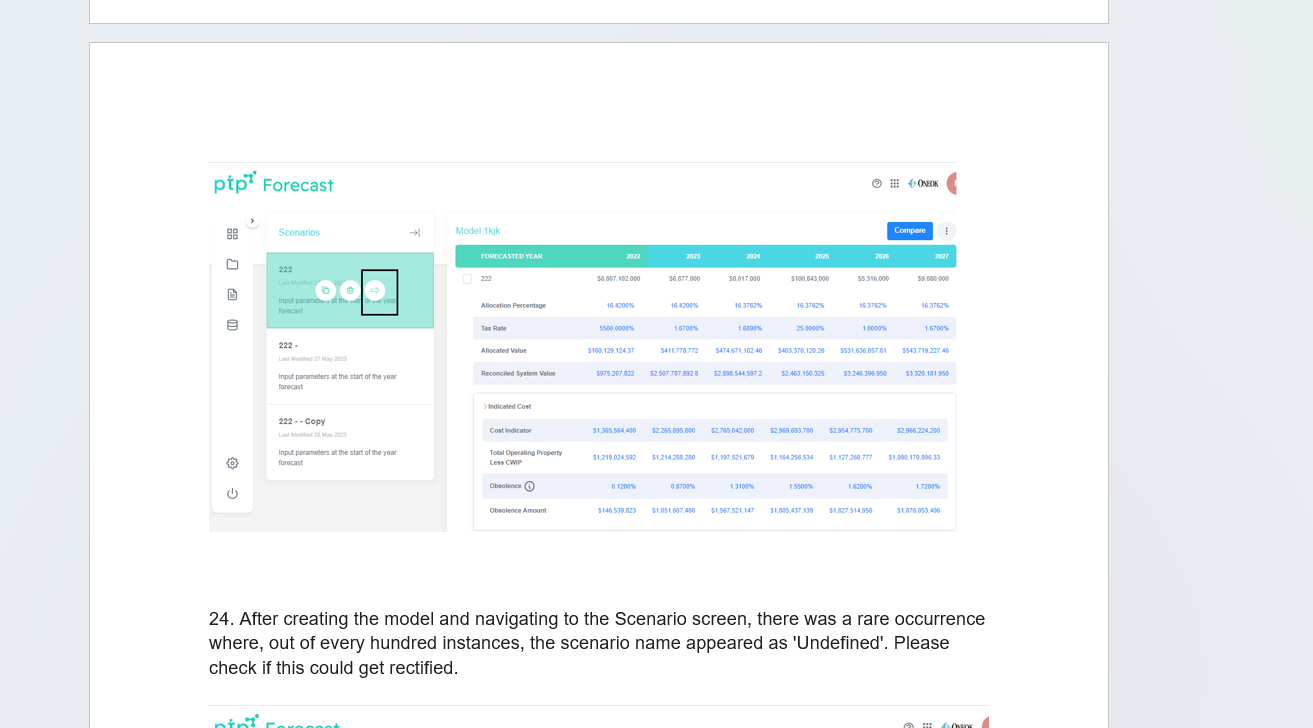 ptp Forecast
ONEOK
Scenarios
Model 1kjk
Compare
222
Last Modified 2
Input parameters at the start of the year
forecast
222 -
Last Modified 27 May 2023
Input parameters at the start of the year
forecast
222 - - Copy
Last Modified 28 May 2023
Input parameters at the start of the year
forecast
FORECASTED YEAR 2022 2023 2024 2025 2026 2027
222 $8,807,102,000 $6,877,000 $8,017,000 $100,843,000 $5,316,000 $9,080,000
Allocation Percentage 16.4200% 16.4200% 16.3762% 16.3762% 16.3762% 16.3762%
Tax Rate 5500.0000% 1.6700% 1.6890% 25.0000% 1.0000% 1.6700%
Allocated Value $160,129,124.37 $411,778,772 $474,671,102.46 $403,370,120.26 $531,636,057.81 $543,719,227.46
Reconciled System Value $975,207,822 $2,507,787,892.8 $2,898,544,597.2 $2,463,150,325 $3,246,396,950 $3,320,181,950
Indicated Cost
Cost Indicator $1,365,564,400 $2,265,895,800 $2,765,042,800 $2,969,693,700 $2,954,775,700 $2,966,224,200
Total Operating Property
Less CWIP $1,219,024,592 $1,214,288,280 $1,197,521,679 $1,164,256,534 $1,127,260,777 $1,090,170,806.33
Obsolence 0.1200% 0.8700% 1.3100% 1.5500% 1.6200% 1.7200%
Obsolence Amount $146,539,823 $1,051,607,486 $1,567,521,147 $1,805,437,139 $1,827,514,956 $1,876,053,406
24. After creating the model and navigating to the Scenario screen, there was a rare occurrence
where, out of every hundred instances, the scenario name appeared as 'Undefined'. Please
check if this could get rectified.
ptp Forecast
ONEOK